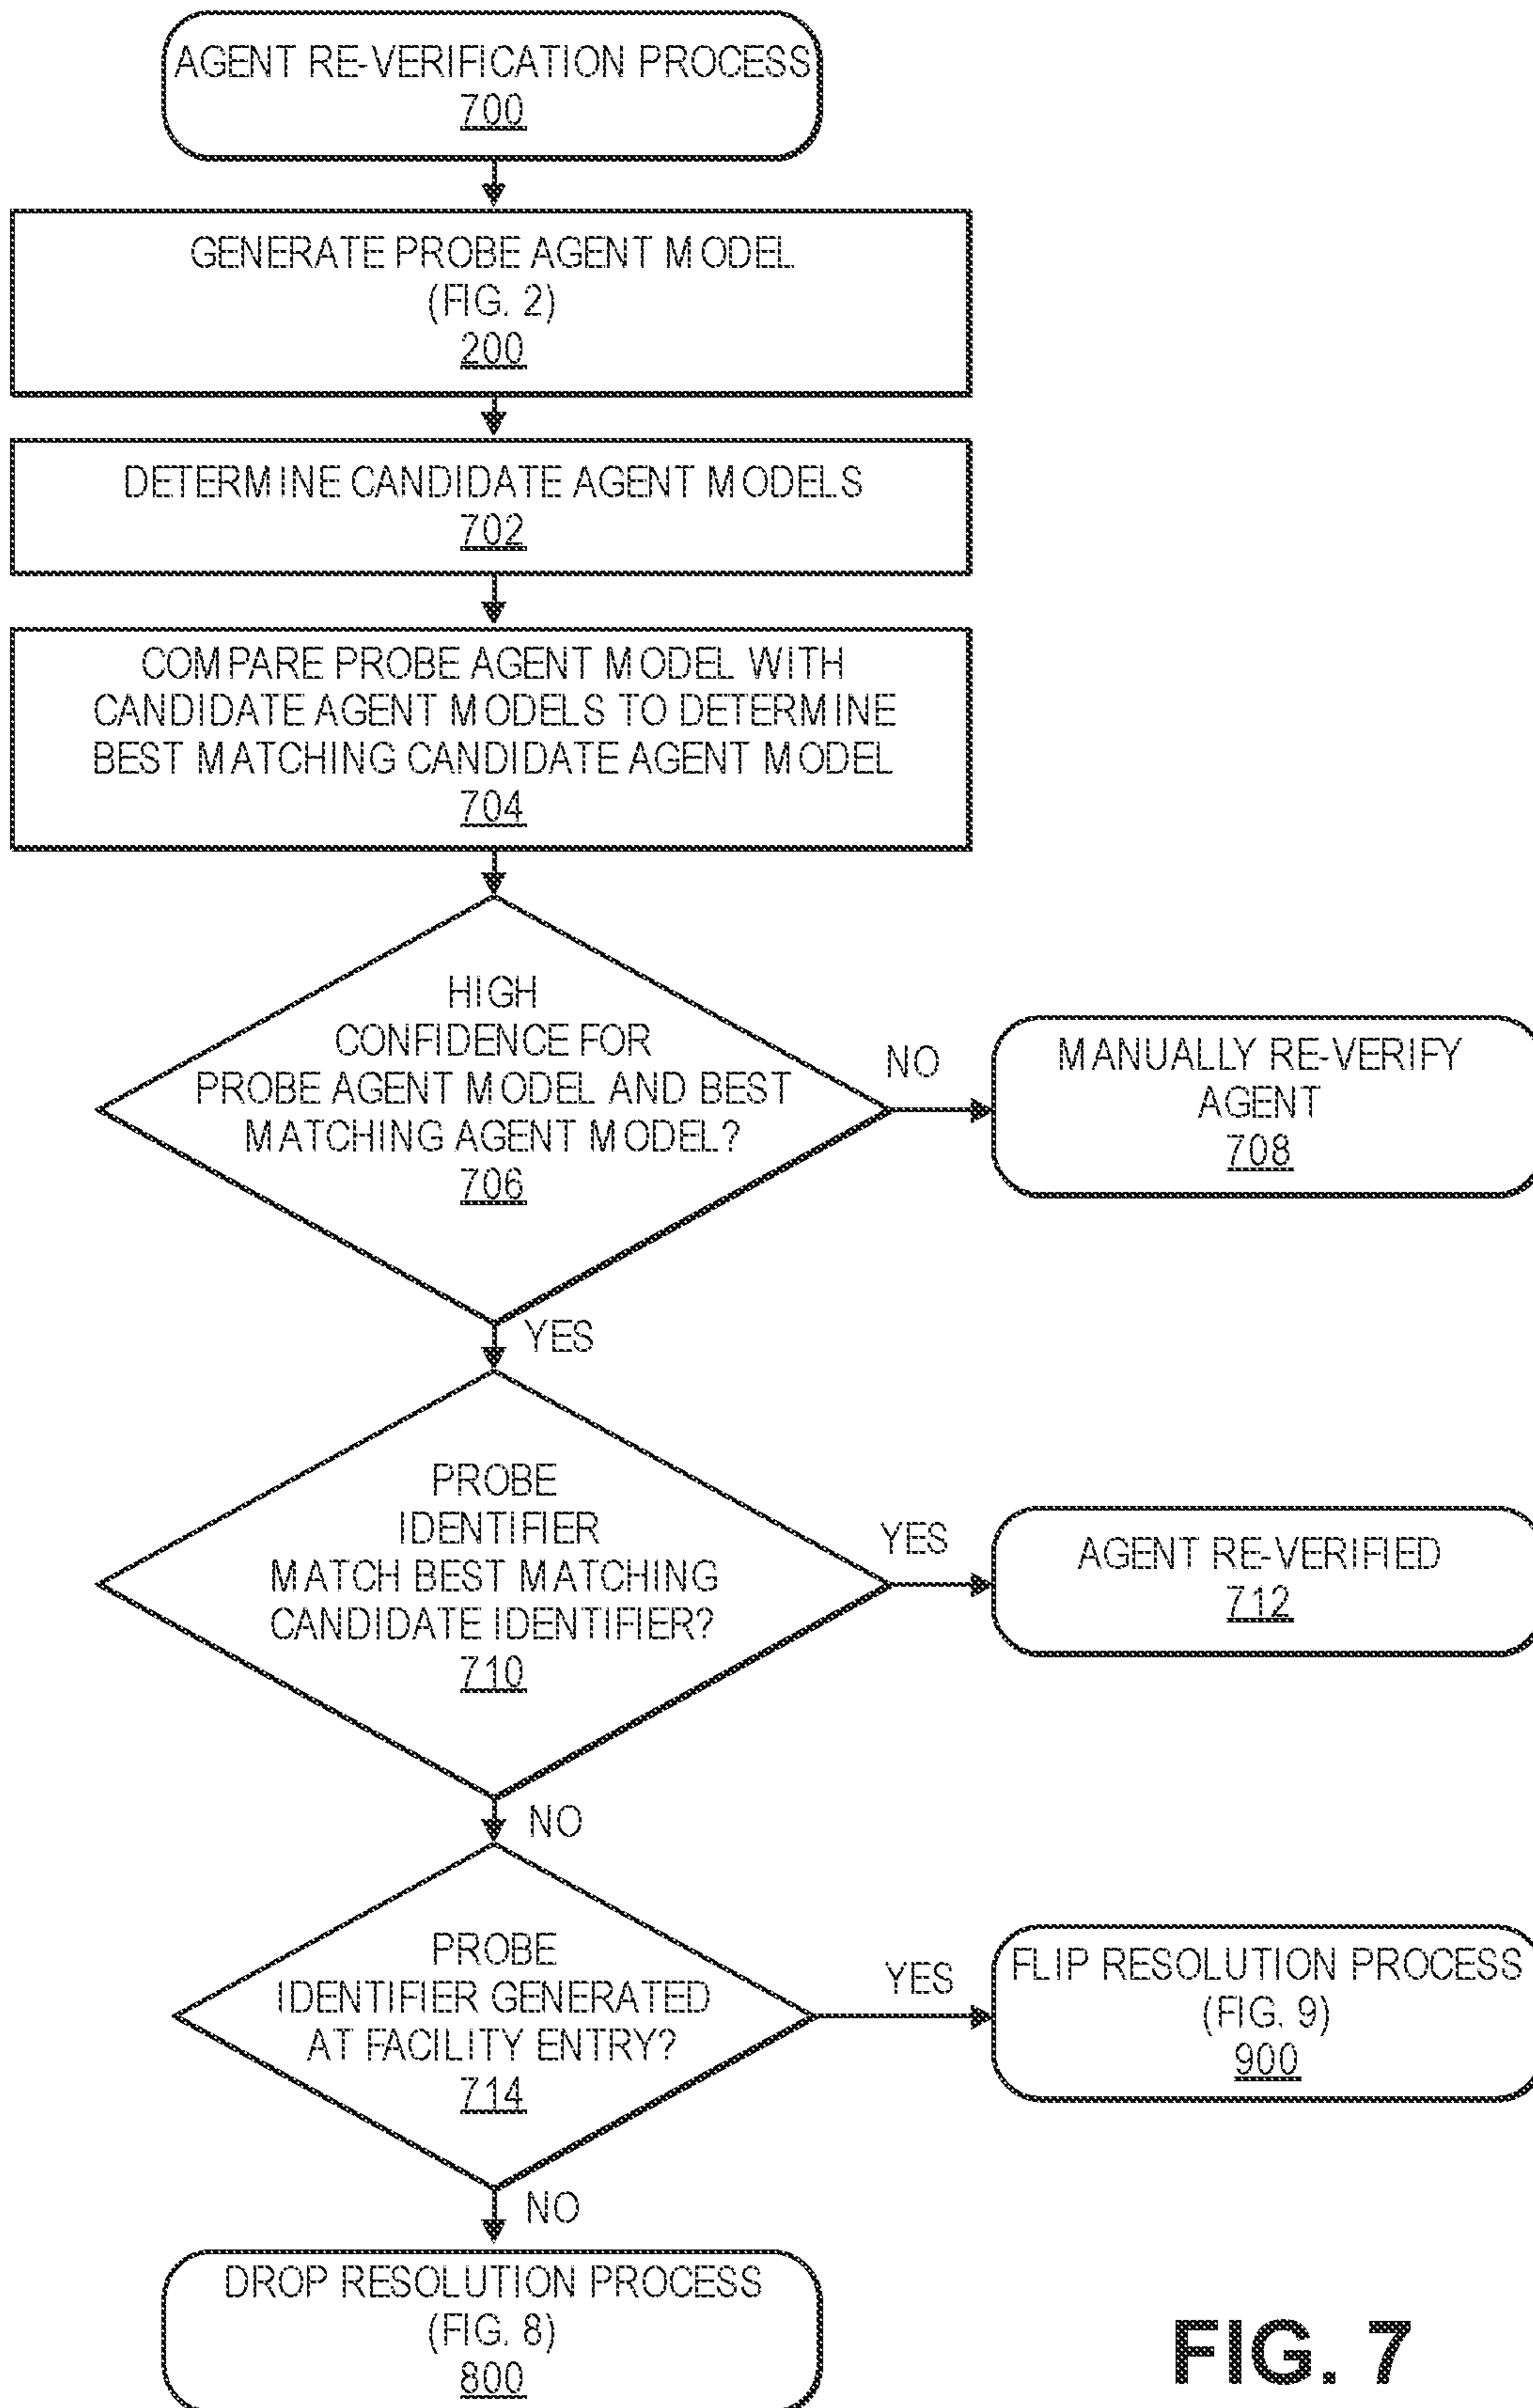 AGENT RE-VERIFICATION PROCESS
700
GENERATE PROBE AGENT MODEL
(FIG. 2)
200
DETERMINE CANDIDATE AGENT MODELS
702
COMPARE PROBE AGENT MODEL WITH
CANDIDATE AGENT MODELS TO DETERMINE
BEST MATCHING CANDIDATE AGENT MODEL
704
HIGH
CONFIDENCE FOR
PROBE AGENT MODEL AND BEST
MATCHING AGENT MODEL?
706
NO
MANUALLY RE-VERIFY
AGENT
708
YES
PROBE
IDENTIFIER
MATCH BEST MATCHING
CANDIDATE IDENTIFIER?
710
YES
AGENT RE-VERIFIED
712
NO
PROBE
IDENTIFIER GENERATED
AT FACILITY ENTRY?
714
YES
FLIP RESOLUTION PROCESS
(FIG. 9)
900
NO
DROP RESOLUTION PROCESS
(FIG. 8)
800
FIG. 7